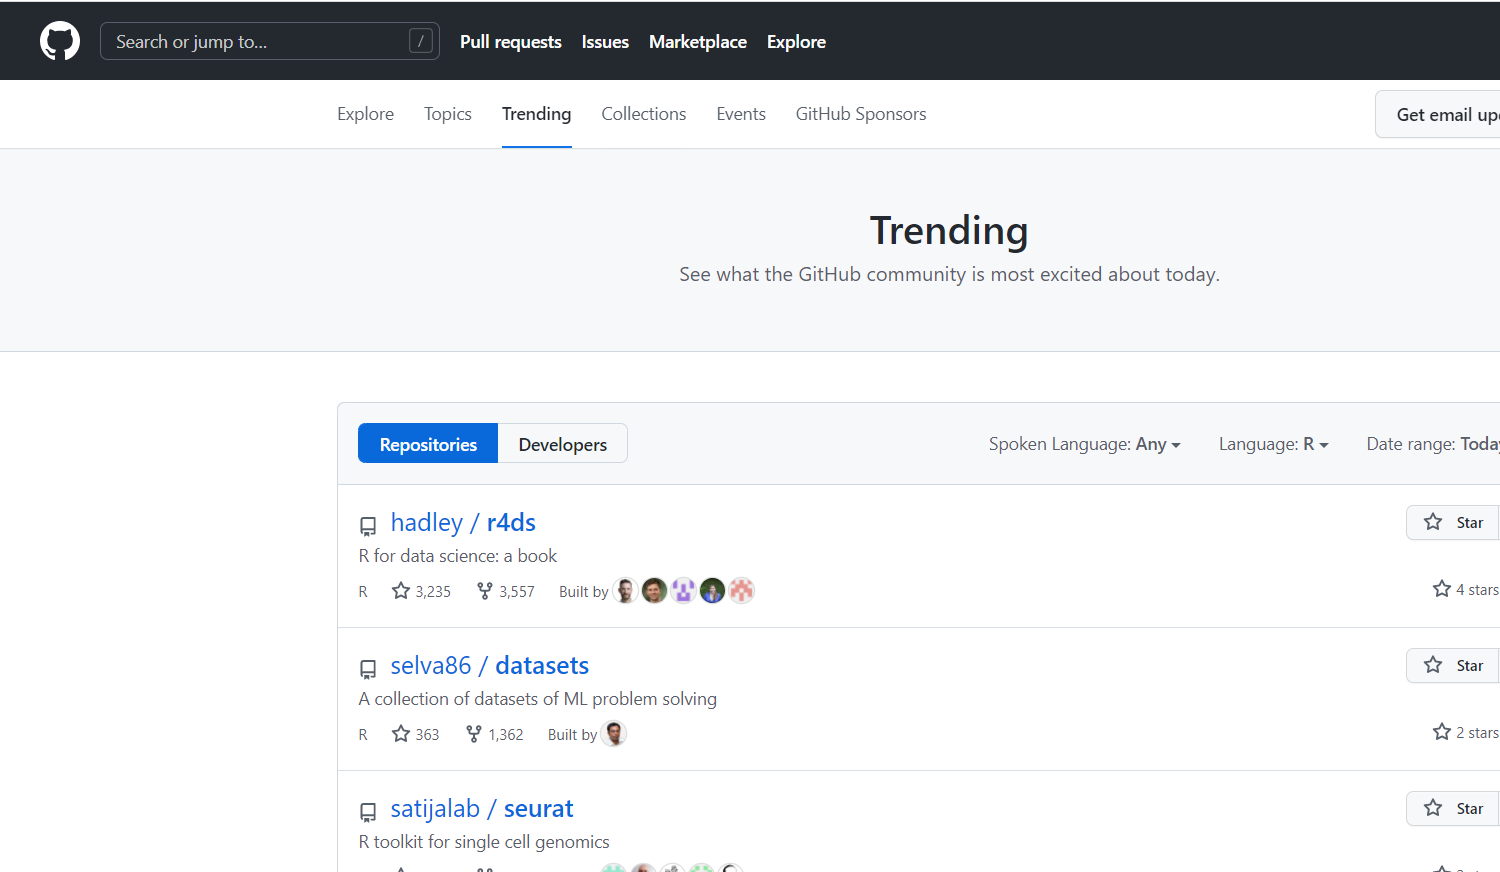 Search or jump to... /
Pull requests Issues Marketplace Explore
Explore Topics Trending Collections Events GitHub Sponsors
Get email
Trending
See what the GitHub community is most excited about today.
Repositories Developers
Spoken Language: Any Language: R Date range: Today
hadley / r4ds
Star
R for data science: a book
R 3,235 3,557 Built by
4 stars
selva86 / datasets
Star
A collection of datasets of ML problem solving
R 363 1,362 Built by
2 stars
satijalab / seurat
Star
R toolkit for single cell genomics